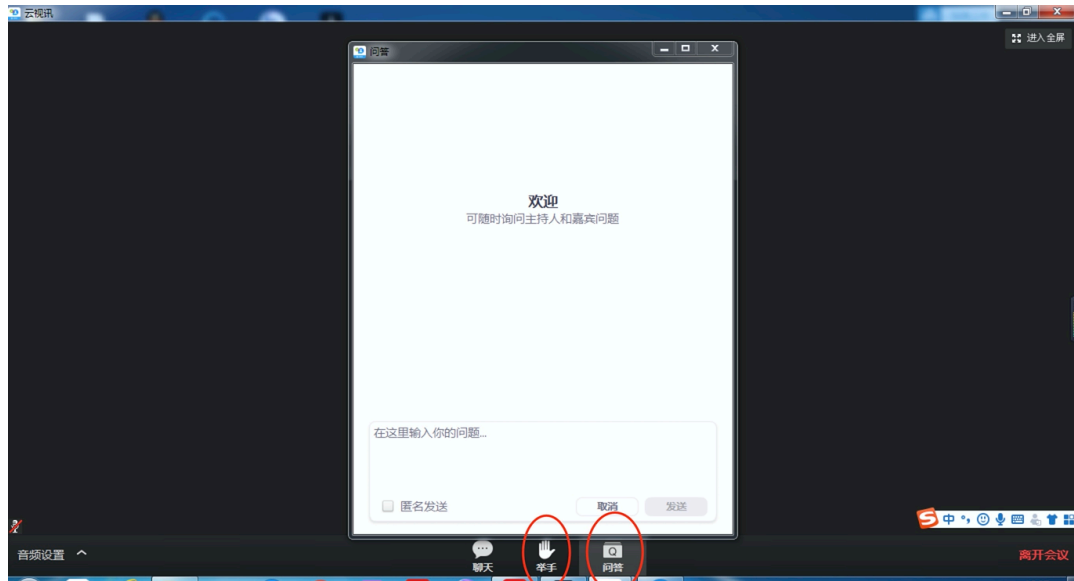 云视讯
进入全屏
问答
欢迎
可随时询问主持人和嘉宾问题
在这里输入你的问题...
匿名发送
取消
发送
中
音频设置
聊天
举手
Q
问答
离开会议